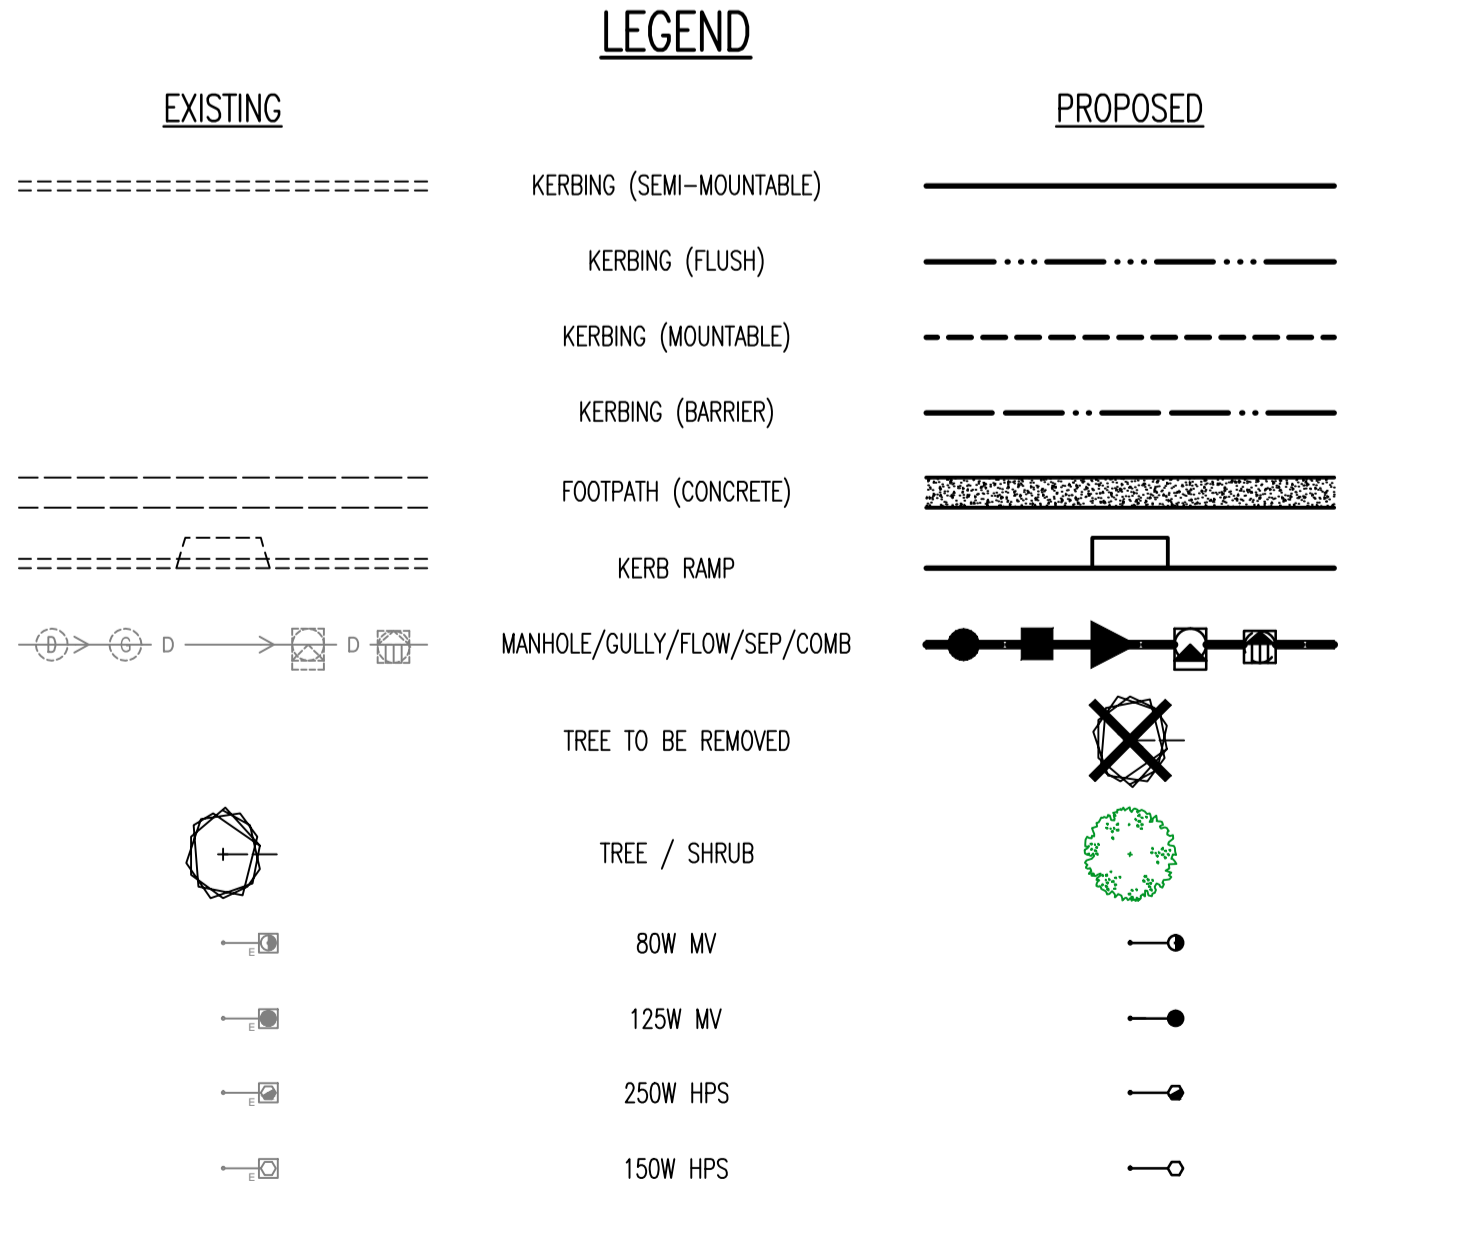 LEGEND
EXISTING PROPOSED
KERBING (SEMI-MOUNTABLE)
KERBING (FLUSH)
KERBING (MOUNTABLE)
KERBING (BARRIER)
FOOTPATH (CONCRETE)
KERB RAMP
D G D D MANHOLE/GULLY/FLOW/SEP/COMB
TREE TO BE REMOVED
TREE / SHRUB
E 80W MV
E 125W MV
E 250W HPS
E 150W HPS